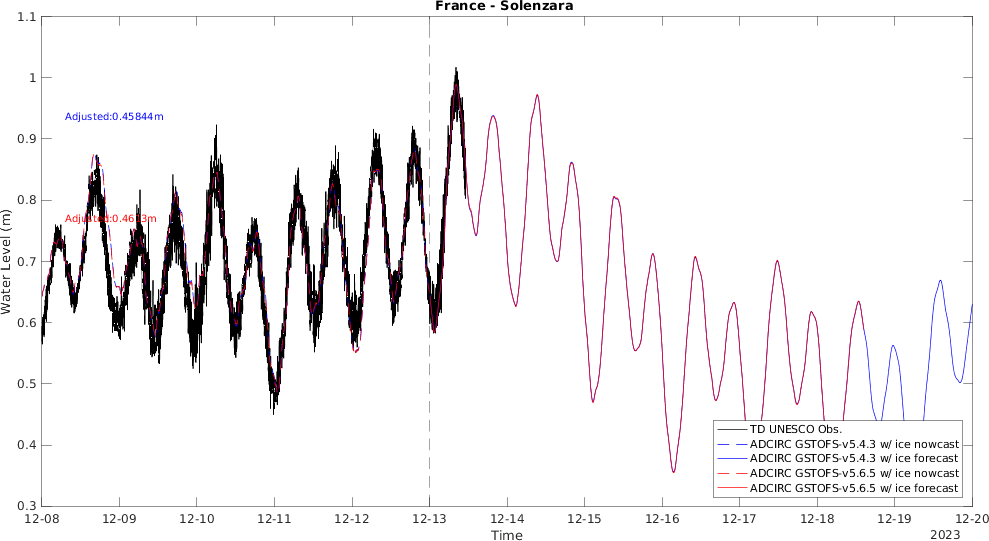 France - Solenzara
1.1
1
0.9
0.8
0.7
0.6
0.5
0.4
0.3
Water Level (m)
Adjusted:0.45844m
Adjusted:0.4613m
TD UNESCO Obs.
ADCIRC GSTOFS-v5.4.3 w/ ice nowcast
ADCIRC GSTOFS-v5.4.3 w/ ice forecast
ADCIRC GSTOFS-v5.6.5 w/ ice nowcast
ADCIRC GSTOFS-v5.6.5 w/ ice forecast
12-08 12-09 12-10 12-11 12-12 12-13 12-14 12-15 12-16 12-17 12-18 12-19 12-20
Time
2023